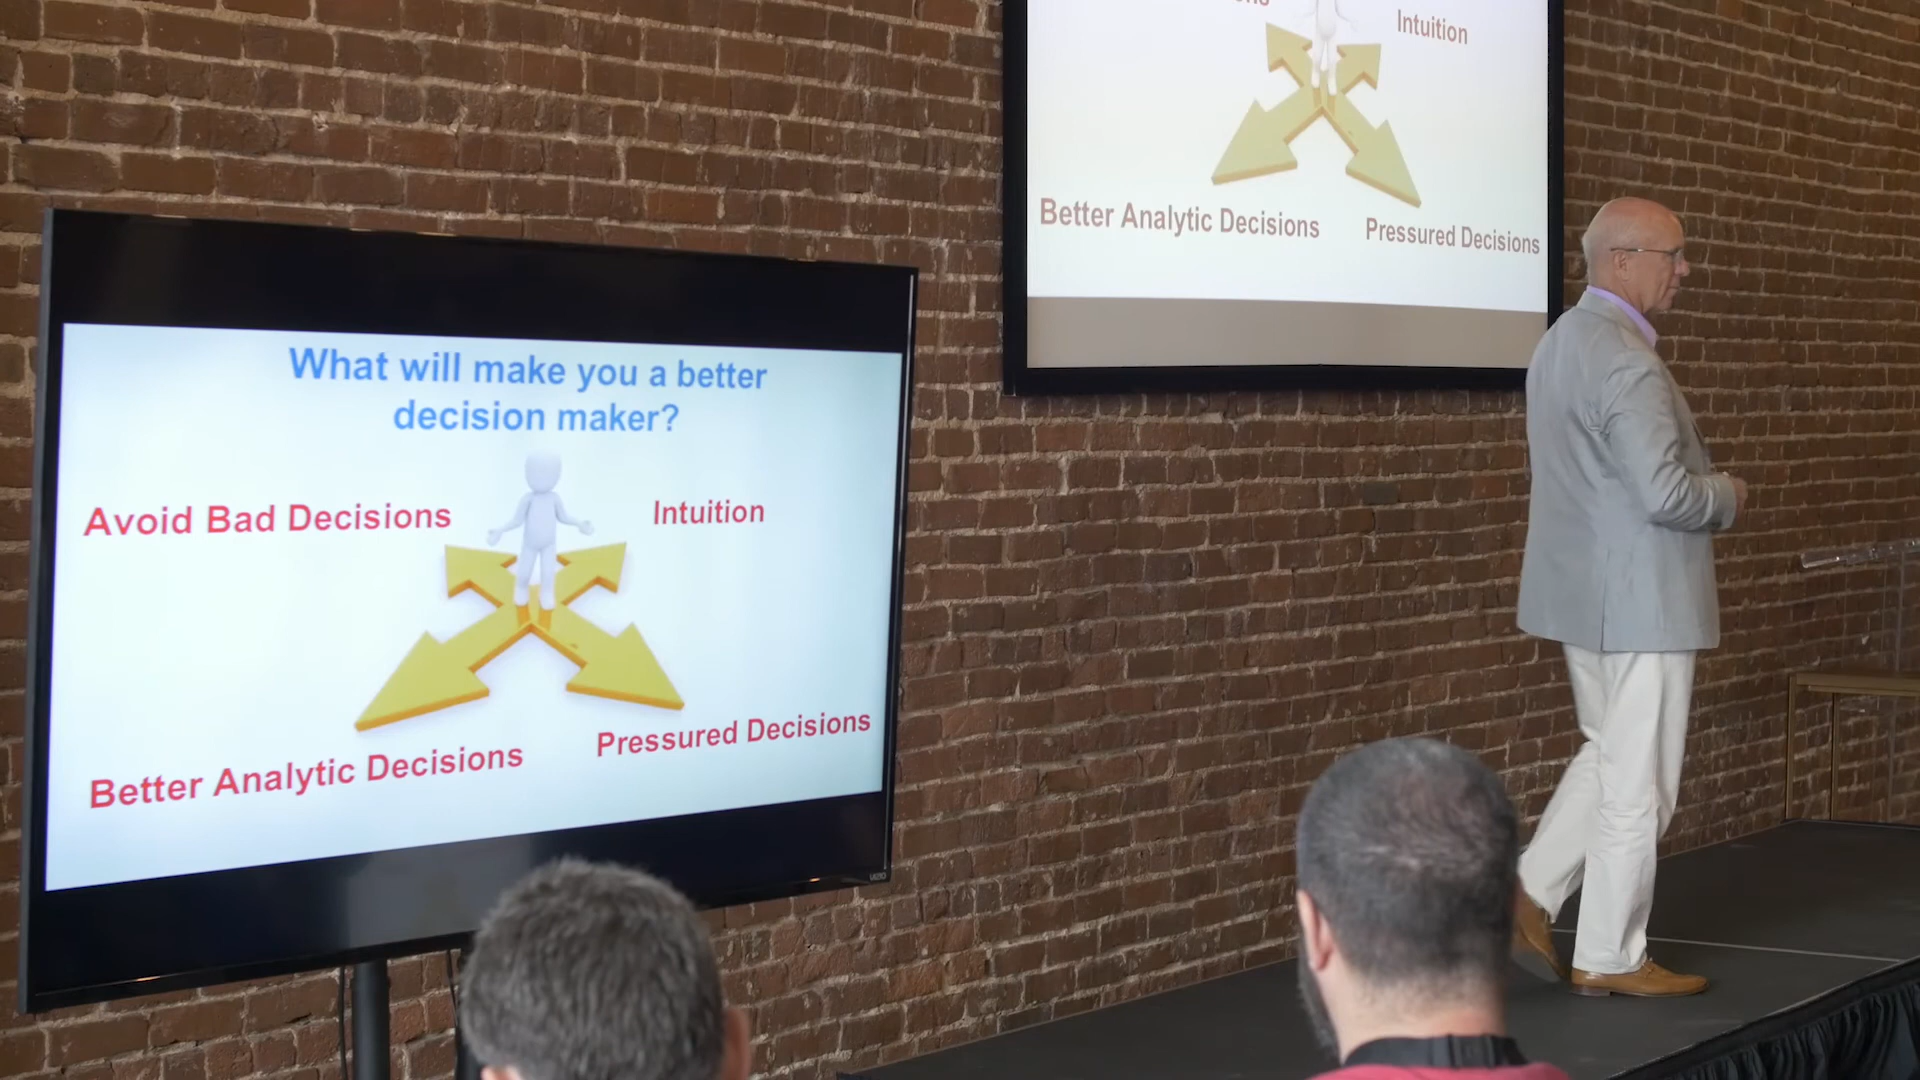 What will make you a better
decision maker?
Avoid Bad Decisions
Intuition
Better Analytic Decisions
Pressured Decisions
VIZIO
Intuition
Better Analytic Decisions
Pressured Decisions